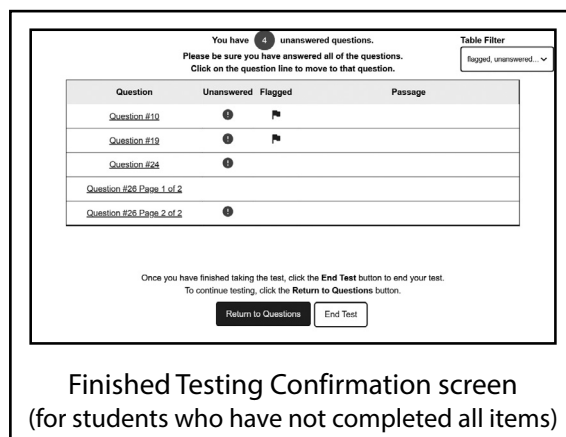 You have 4 unanswered questions.
Table Filter
Please be sure you have answered all of the questions.
flagged, unanswered...
Click on the question line to move to that question.
Question Unanswered Flagged Passage
Question #10 !
Question #19 !
Question #24 !
Question #26 Page 1 of 2
Question #26 Page 2 of 2 !
Once you have finished taking the test, click the End Test button to end your test.
To continue testing, click the Return to Questions button.
Return to Questions End Test
Finished Testing Confirmation screen
(for students who have not completed all items)